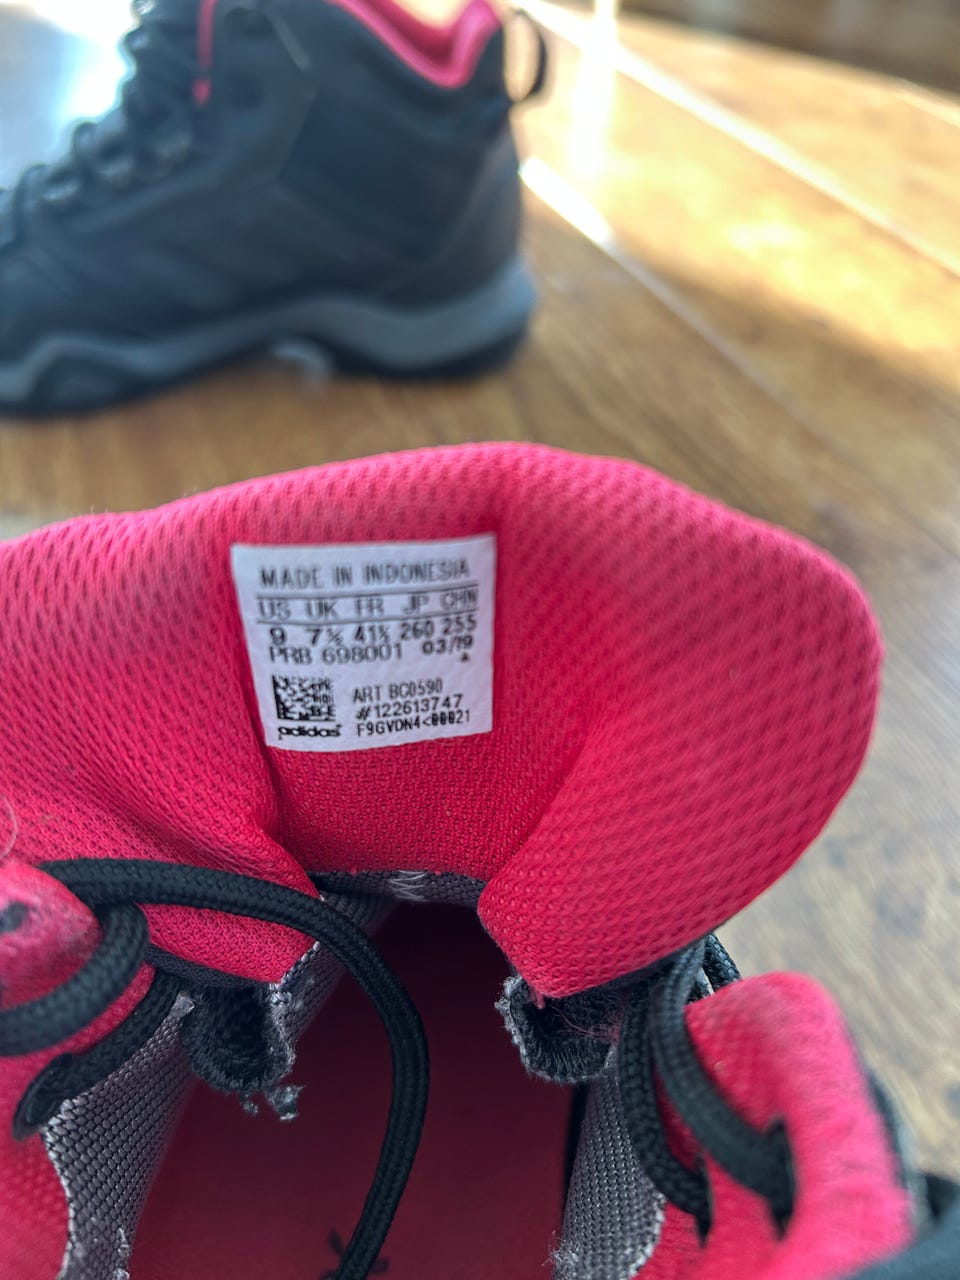 MADE IN INDONESIA
US UK FR JP CHN
9 7½ 41⅓ 260 255
PRB 698001 03/19
ART BC0590
#122613747
F9GVDN4<00021
adidas